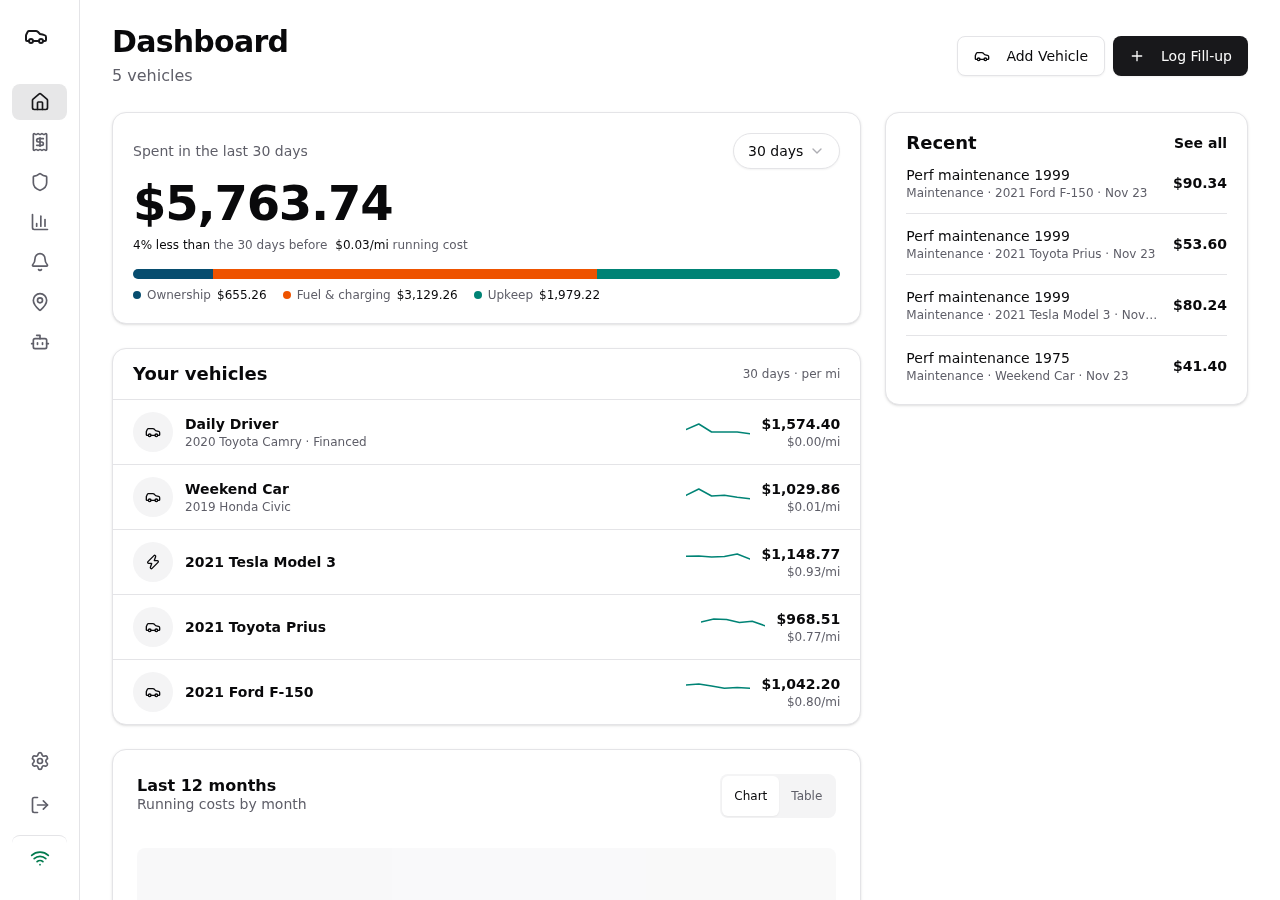 Dashboard
5 vehicles
Add Vehicle
Log Fill-up
Spent in the last 30 days
30 days
$5,763.74
4% less than the 30 days before $0.03/mi running cost
Ownership $655.26 Fuel & charging $3,129.26 Upkeep $1,979.22
Your vehicles
30 days · per mi
Daily Driver
2020 Toyota Camry · Financed
$1,574.40
$0.00/mi
Weekend Car
2019 Honda Civic
$1,029.86
$0.01/mi
2021 Tesla Model 3
$1,148.77
$0.93/mi
2021 Toyota Prius
$968.51
$0.77/mi
2021 Ford F-150
$1,042.20
$0.80/mi
Last 12 months
Running costs by month
Chart
Table
Recent
See all
Perf maintenance 1999
Maintenance · 2021 Ford F-150 · Nov 23
$90.34
Perf maintenance 1999
Maintenance · 2021 Toyota Prius · Nov 23
$53.60
Perf maintenance 1999
Maintenance · 2021 Tesla Model 3 · Nov…
$80.24
Perf maintenance 1975
Maintenance · Weekend Car · Nov 23
$41.40